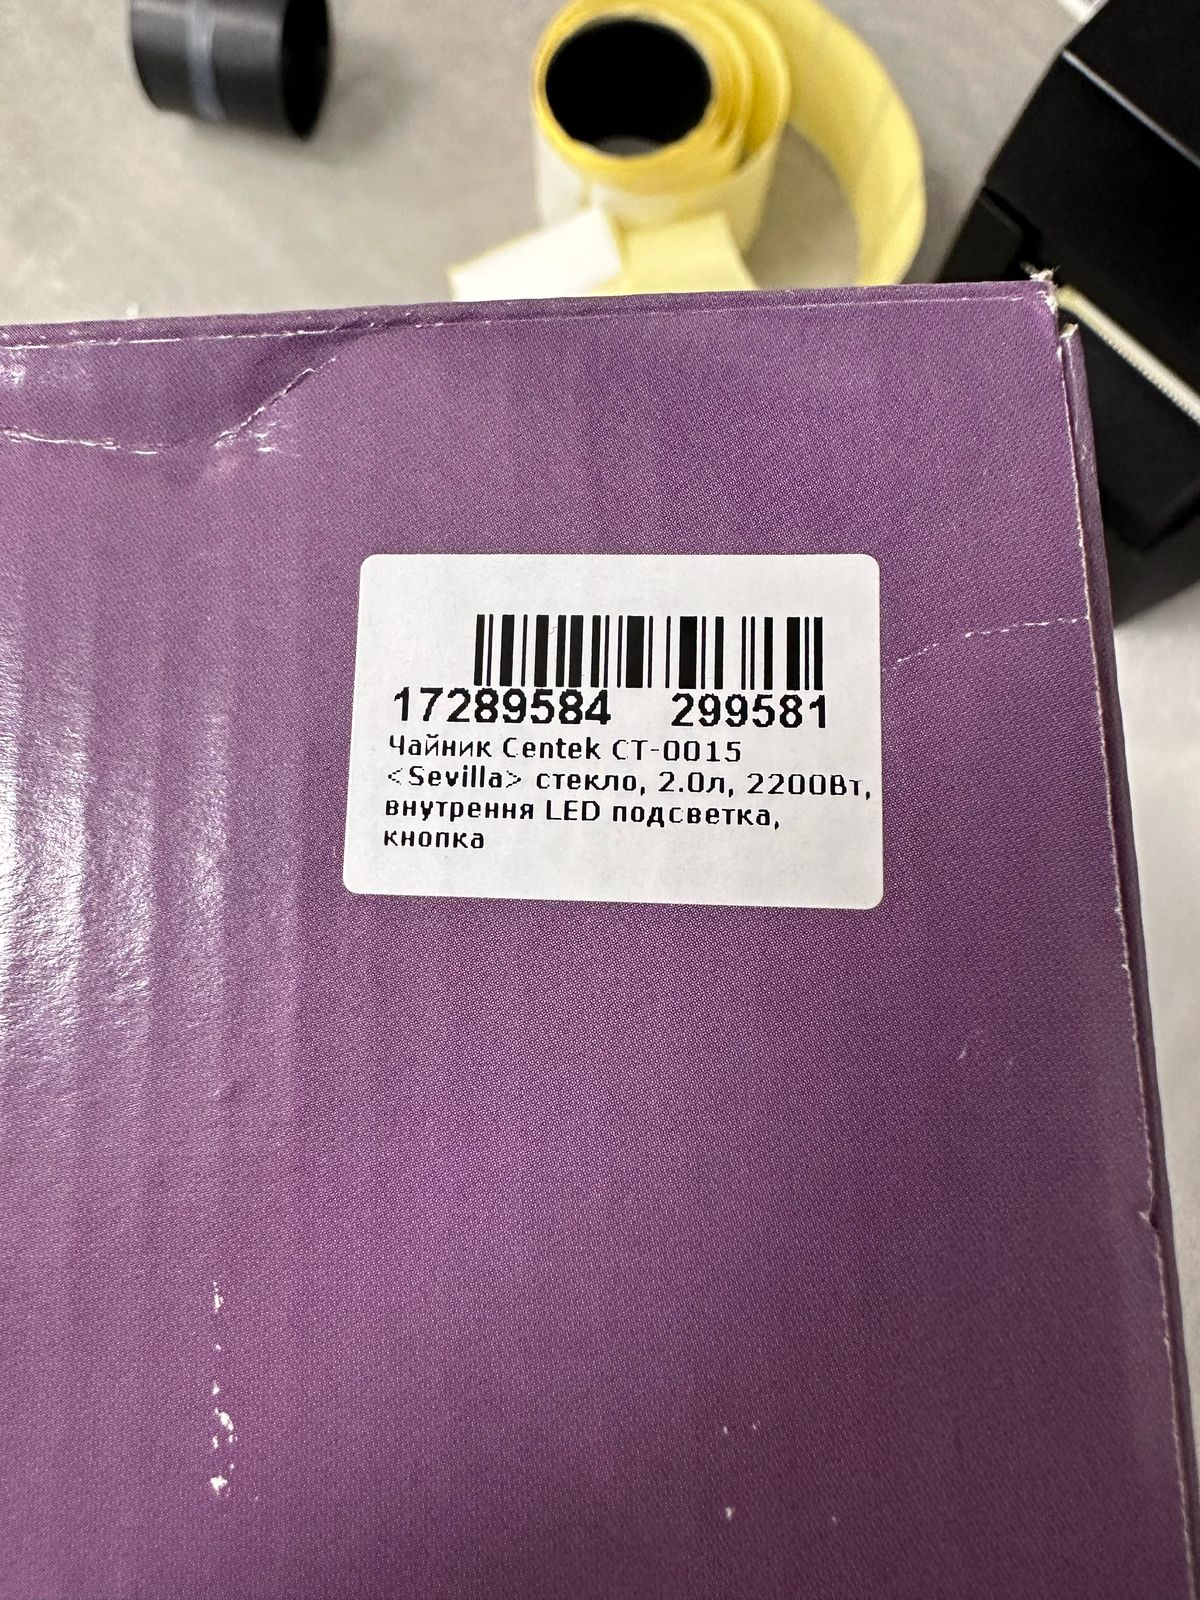 17289584 299581
Чайник Centek CT-0015
<Sevilla> стекло, 2.0л, 2200Вт,
внутрення LED подсветка,
кнопка